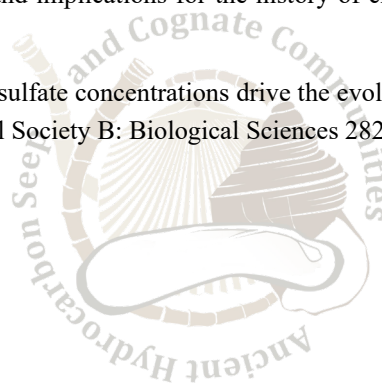 and implications for the history of
sulfate concentrations drive the evol
l Society B: Biological Sciences 282
Ancient Hydrocarbon Seep and Cognate Communities